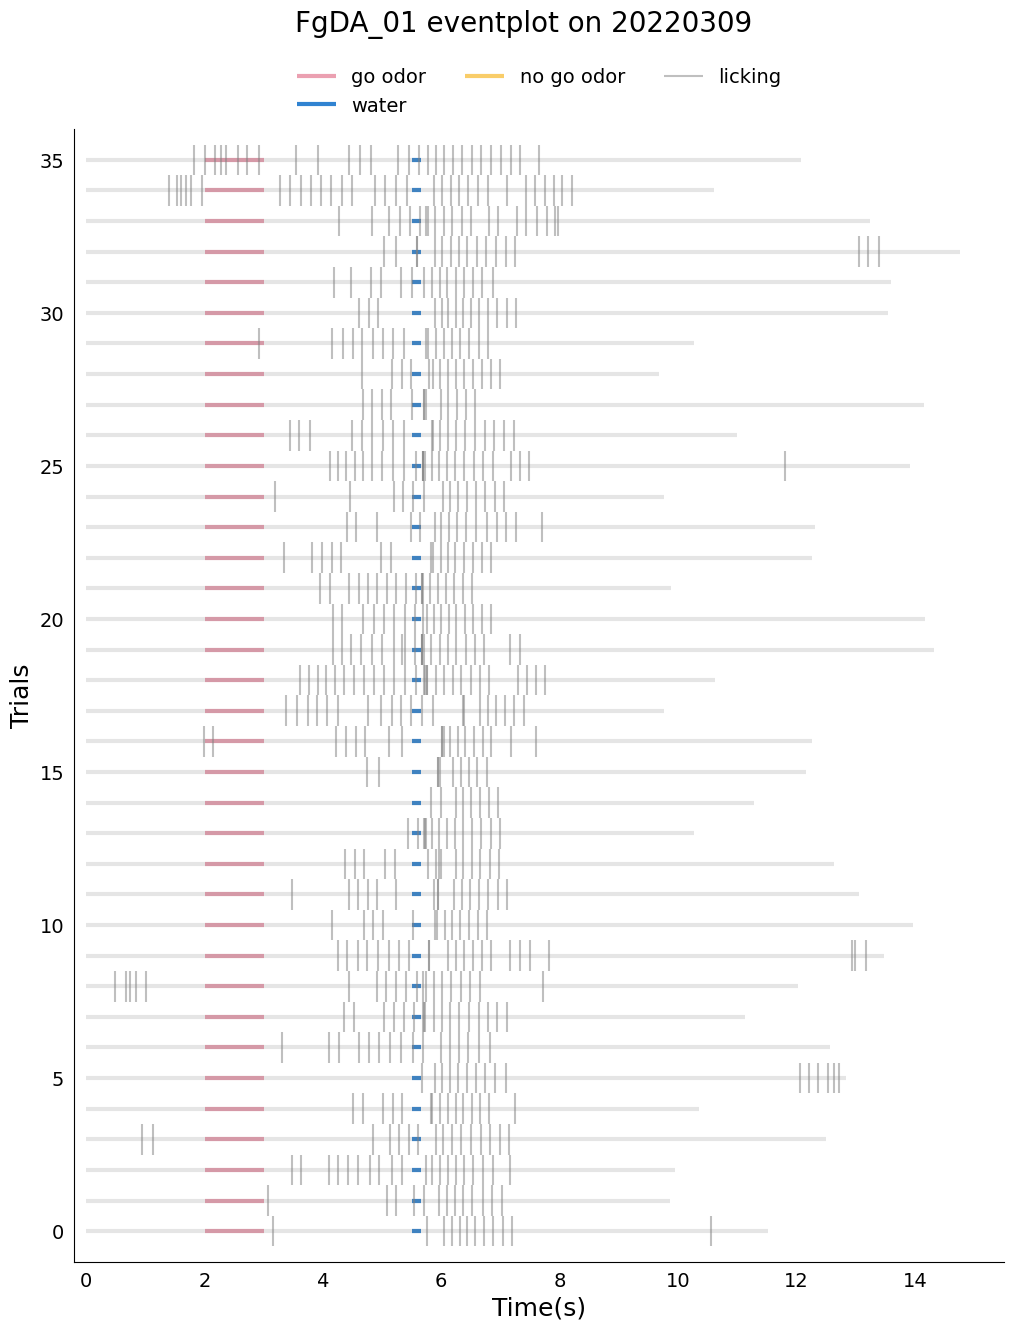 FgDA_01 eventplot on 20220309
go odor
no go odor
licking
water
35
30
25
20
15
10
5
0
Trials
0 2 4 6 8 10 12 14
Time(s)